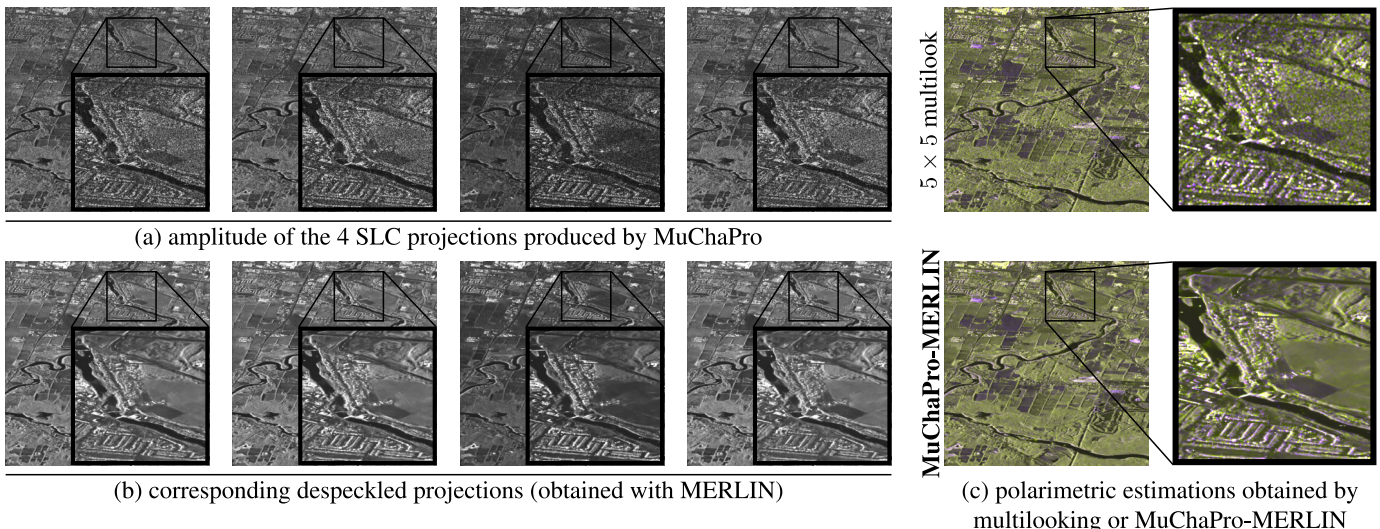 (a) amplitude of the 4 SLC projections produced by MuChaPro
(b) corresponding despeckled projections (obtained with MERLIN)
5 × 5 multilook
MuChaPro-MERLIN
(c) polarimetric estimations obtained by
multilooking or MuChaPro-MERLIN